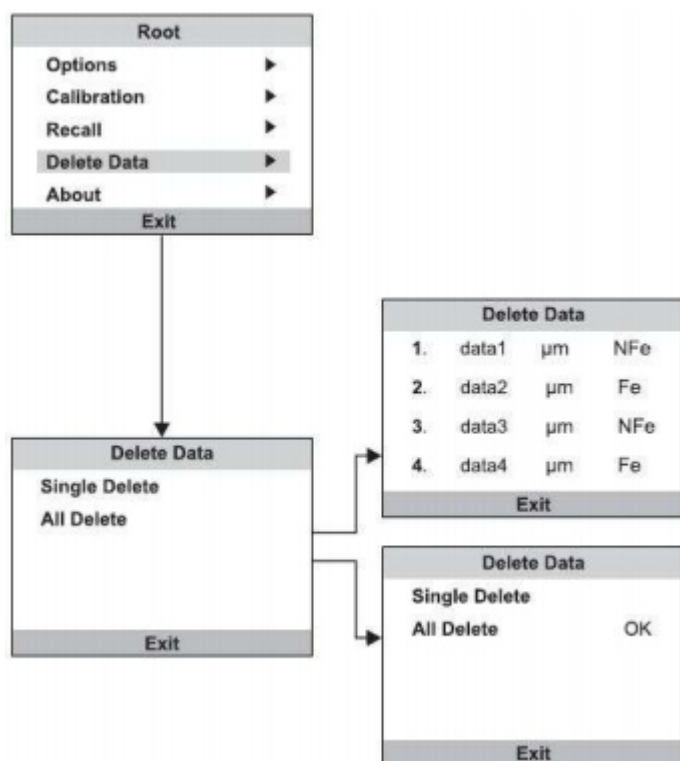 Root
Options
Calibration
Recall
Delete Data
About
Exit
Delete Data
Single Delete
All Delete
Exit
Delete Data
1. data1 µm NFe
2. data2 µm Fe
3. data3 µm NFe
4. data4 µm Fe
Exit
Delete Data
Single Delete
All Delete OK
Exit